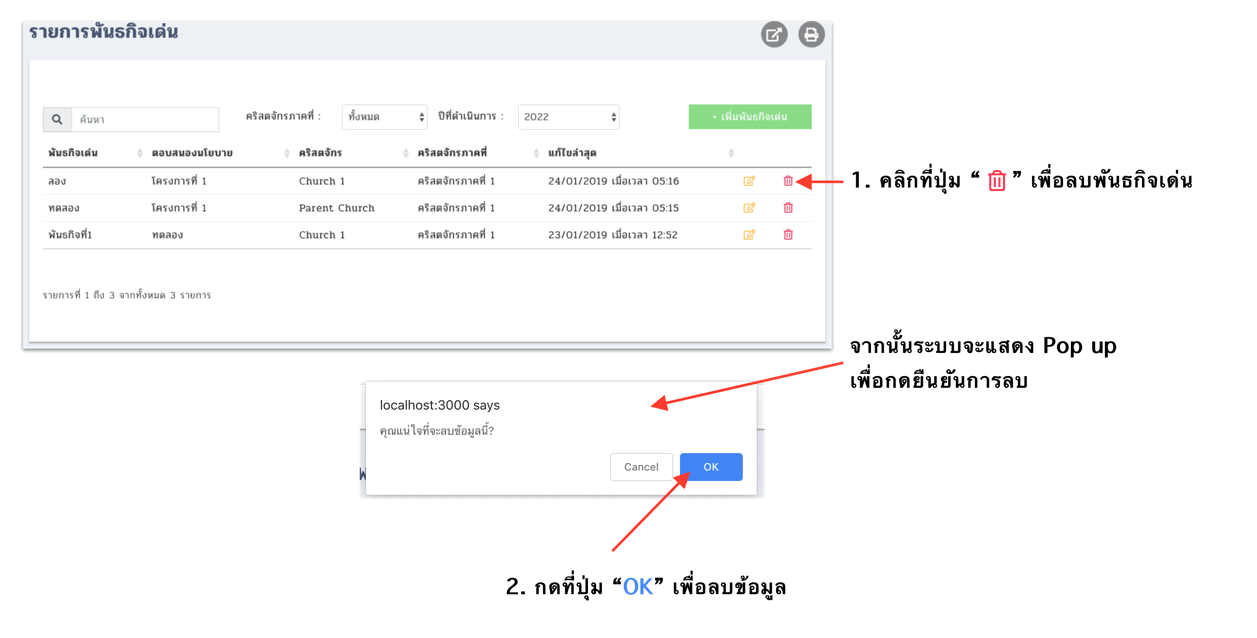 รายการพันธกิจเด่น
ค้นหา
คริสตจักรภาคที่ : ทั้งหมด ปีที่ดำเนินการ : 2022 + เพิ่มพันธกิจเด่น
พันธกิจเด่น ตอบสนองนโยบาย คริสตจักร คริสตจักรภาคที่ แก้ไขล่าสุด
ลอง โครงการที่ 1 Church 1 คริสตจักรภาคที่ 1 24/01/2019 เมื่อเวลา 05:16
ทดลอง โครงการที่ 1 Parent Church คริสตจักรภาคที่ 1 24/01/2019 เมื่อเวลา 05:15
พันธกิจที่1 ทดลอง Church 1 คริสตจักรภาคที่ 1 23/01/2019 เมื่อเวลา 12:52
รายการที่ 1 ถึง 3 จากทั้งหมด 3 รายการ
1. คลิกที่ปุ่ม “ ” เพื่อลบพันธกิจเด่น
จากนั้นระบบจะแสดง Pop up
เพื่อกดยืนยันการลบ
localhost:3000 says
คุณแน่ใจที่จะลบข้อมูลนี้?
Cancel OK
2. กดที่ปุ่ม “OK” เพื่อลบข้อมูล